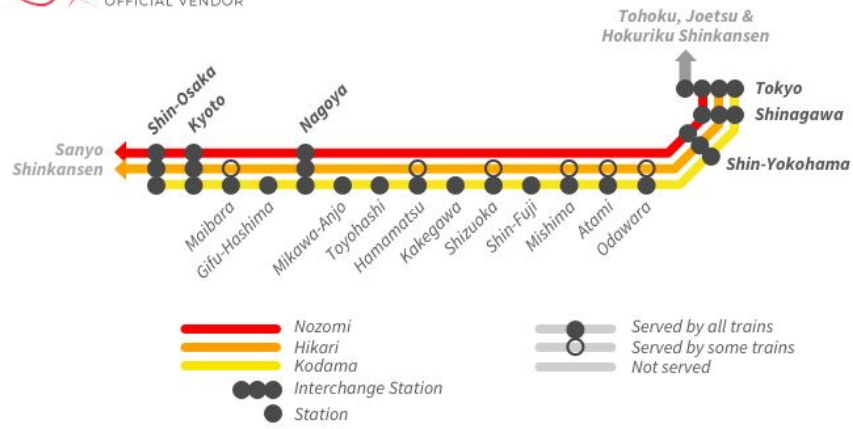 OFFICIAL VENDOR
Tohoku, Joetsu &
Hokuriku Shinkansen
Tokyo
Shinagawa
Shin-Yokohama
Shin-Osaka
Kyoto
Nagoya
Sanyo
Shinkansen
Maibara
Gifu-Hashima
Mikawa-Anjo
Toyohashi
Hamamatsu
Kakegawa
Shizuoka
Shin-Fuji
Mishima
Atami
Odawara
Nozomi
Hikari
Kodama
Interchange Station
Station
Served by all trains
Served by some trains
Not served